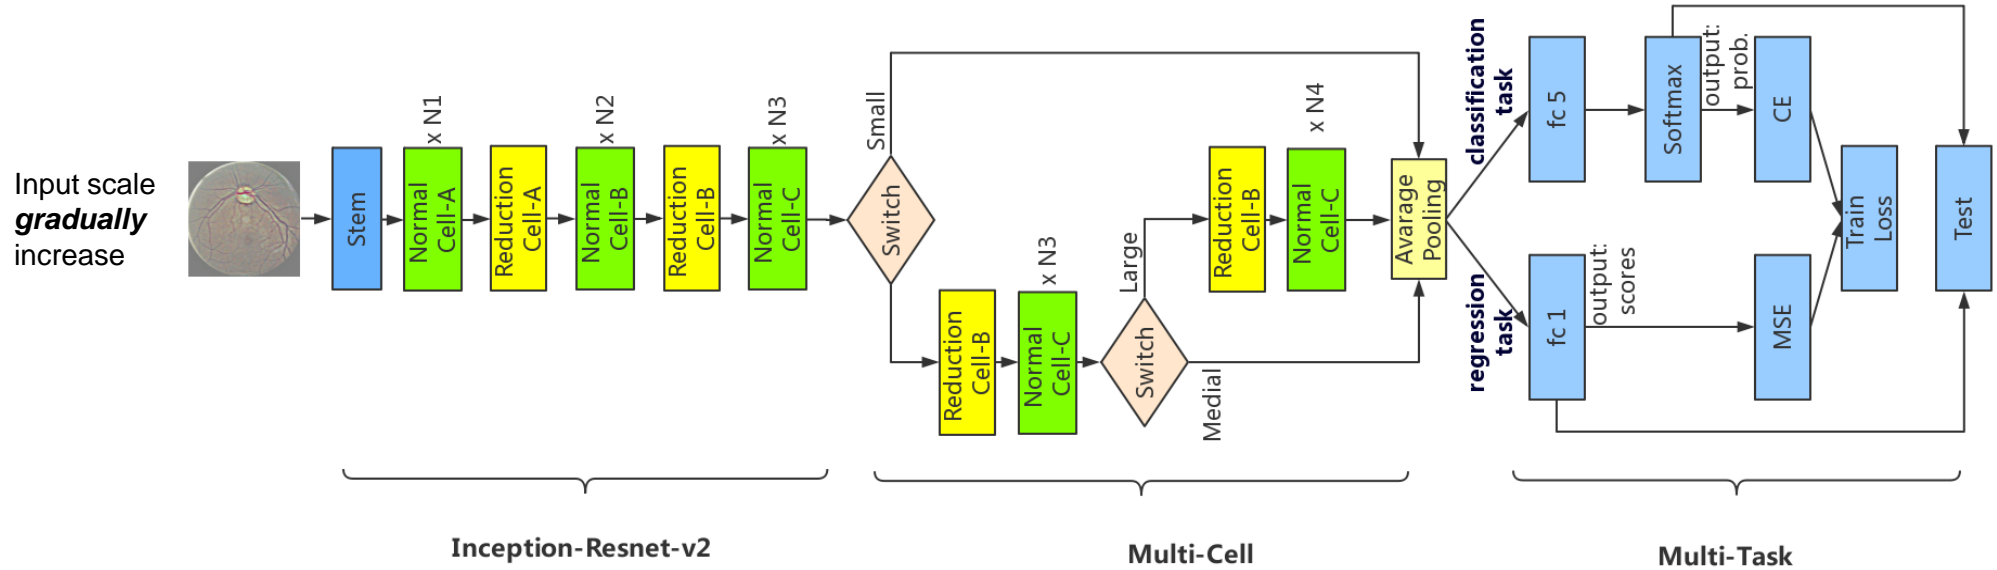 Input scale
gradually
increase
Stem
Normal
Cell-A
x N1
Reduction
Cell-A
Normal
Cell-B
x N2
Reduction
Cell-B
Normal
Cell-C
x N3
Switch
Small
Reduction
Cell-B
Normal
Cell-C
x N3
Switch
Large
Medial
Reduction
Cell-B
Normal
Cell-C
x N4
Avarage
Pooling
classification
task
regression
task
fc 5
Softmax
output:
prob.
CE
fc 1
output:
scores
MSE
Train
Loss
Test
Inception-Resnet-v2
Multi-Cell
Multi-Task